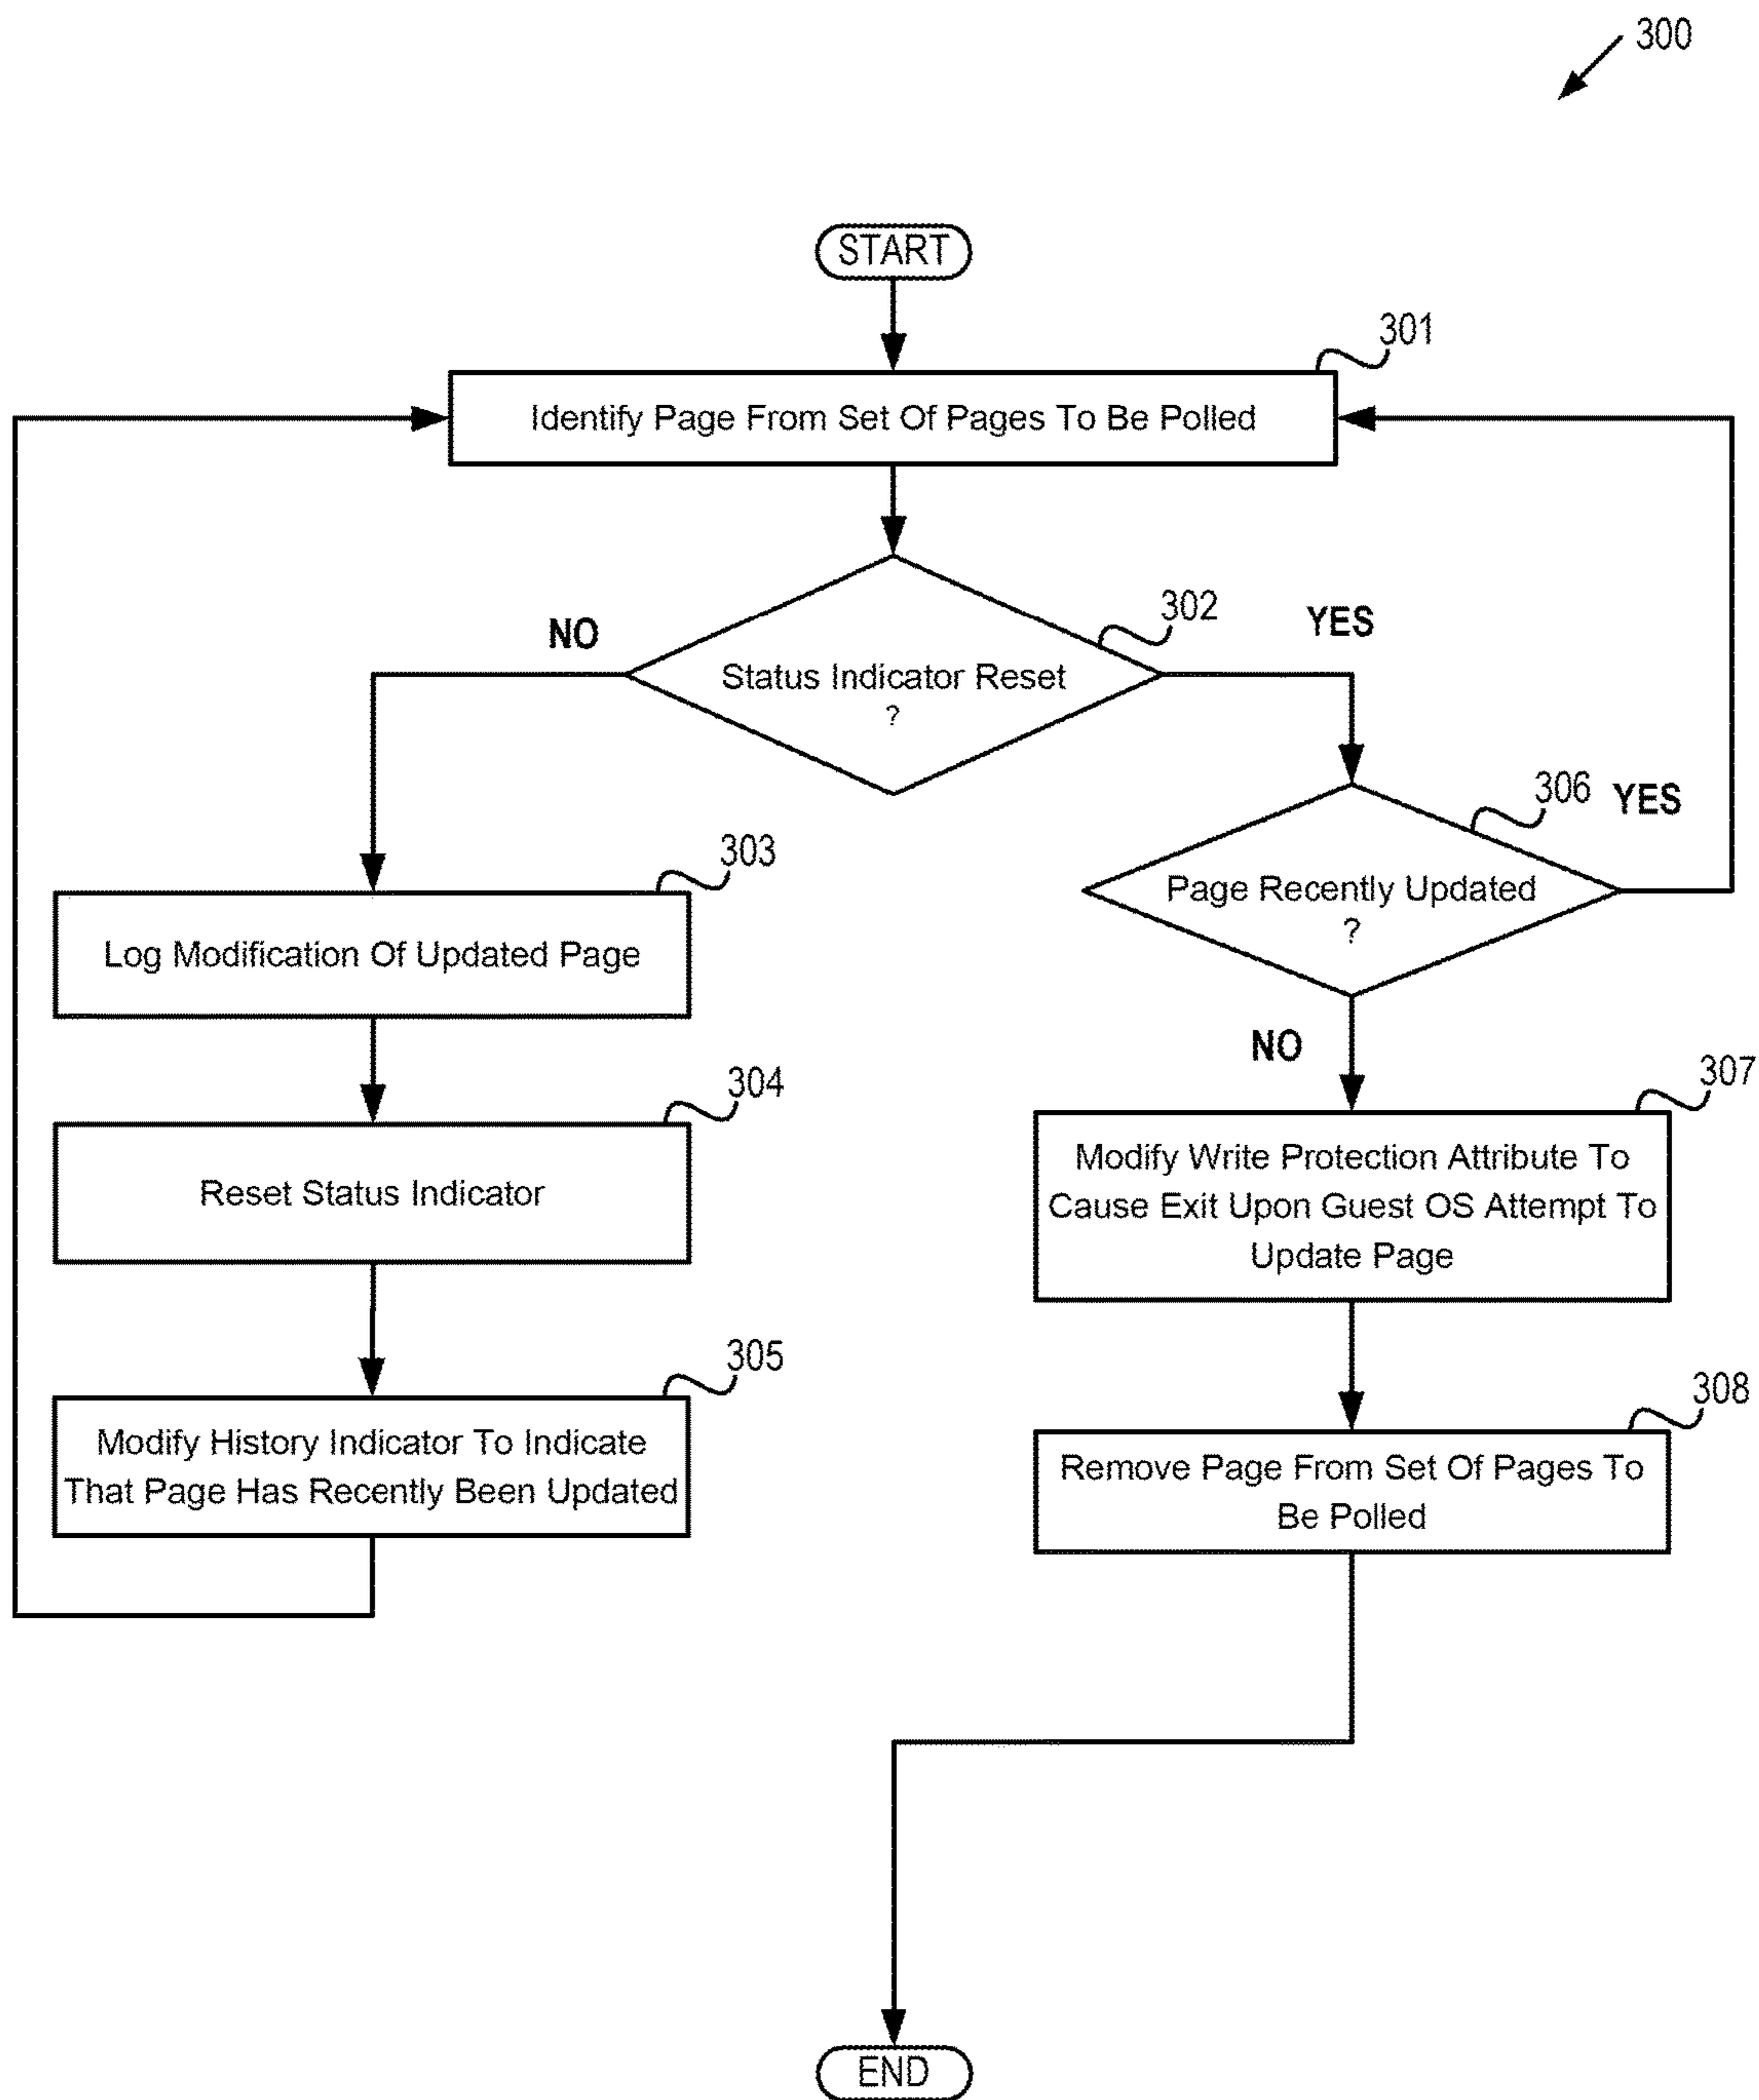 300
START
301
Identify Page From Set Of Pages To Be Polled
302
NO
YES
Status Indicator Reset
?
306
YES
303
Page Recently Updated
?
Log Modification Of Updated Page
NO
304
307
Reset Status Indicator
Modify Write Protection Attribute To
Cause Exit Upon Guest OS Attempt To
Update Page
305
308
Modify History Indicator To Indicate
That Page Has Recently Been Updated
Remove Page From Set Of Pages To
Be Polled
END